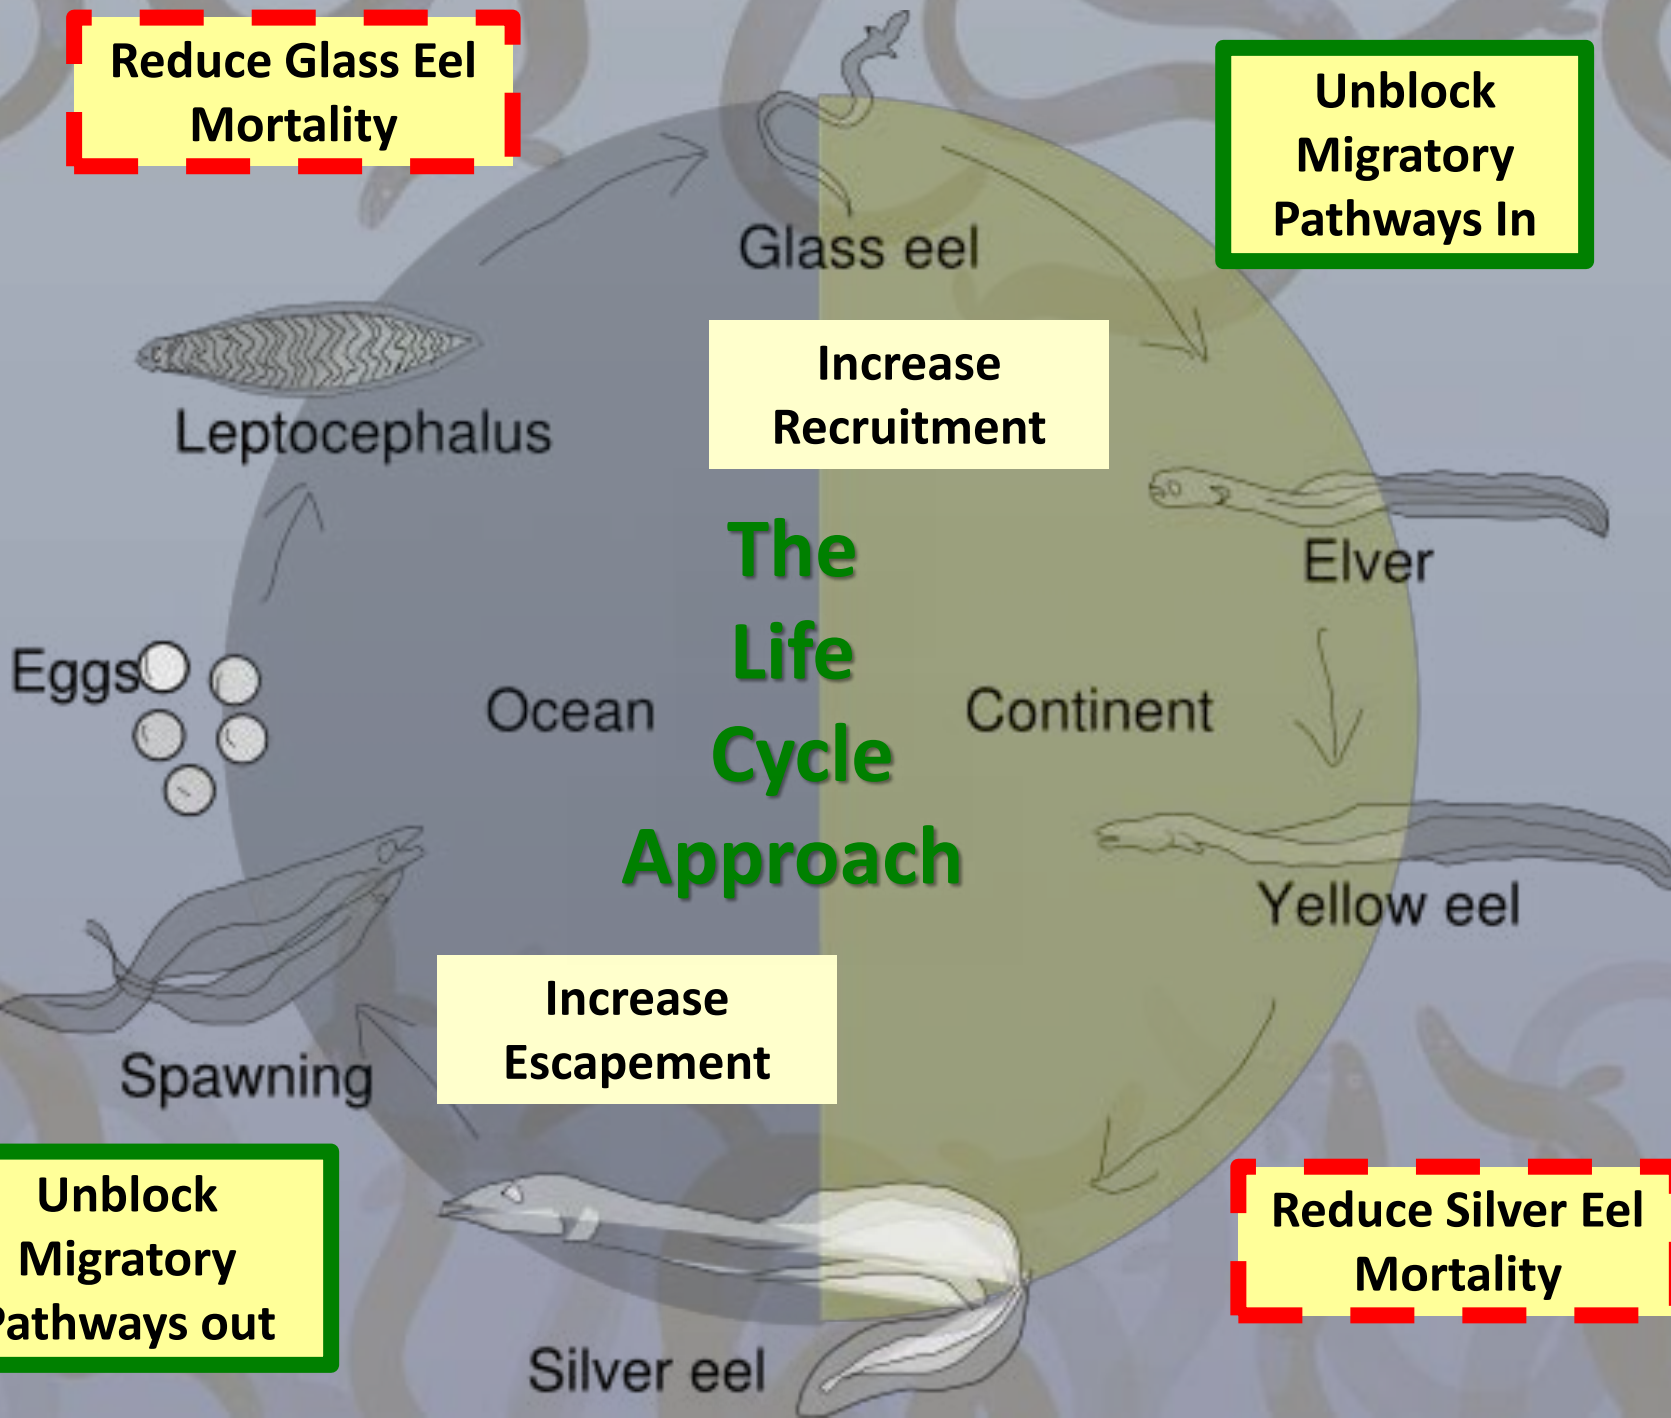 Reduce Glass Eel
Mortality
Unblock
Migratory
Pathways In
Glass eel
Increase
Recruitment
Leptocephalus
Elver
The
Life
Cycle
Approach
Eggs
Ocean
Continent
Yellow eel
Increase
Escapement
Spawning
Unblock
Migratory
Pathways out
Reduce Silver Eel
Mortality
Silver eel